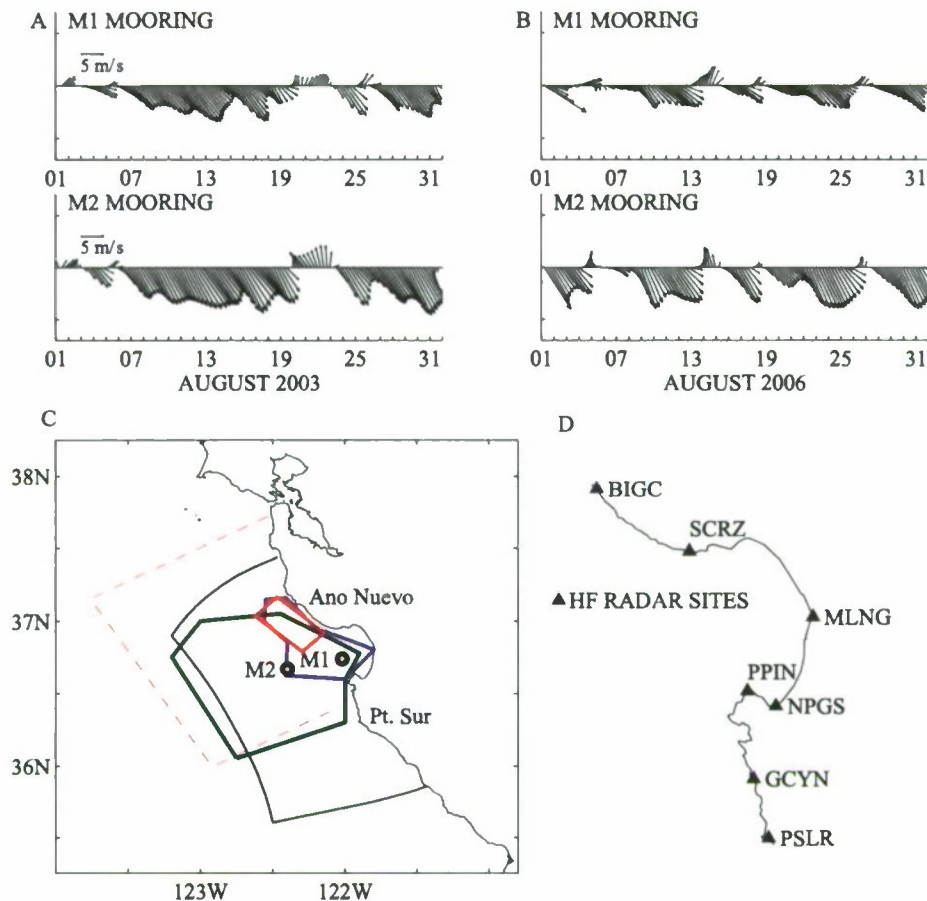 A
M1 MOORING
5 m/s
01 07 13 19 25 31
M2 MOORING
5 m/s
01 07 13 19 25 31
AUGUST 2003
B
M1 MOORING
01 07 13 19 25 31
M2 MOORING
01 07 13 19 25 31
AUGUST 2006
C
38N
37N
36N
Ano Nuevo
M2
M1
Pt. Sur
123W
122W
D
BIGC
SCRZ
HF RADAR SITES
MLNG
PPIN
NPGS
GCYN
PSLR